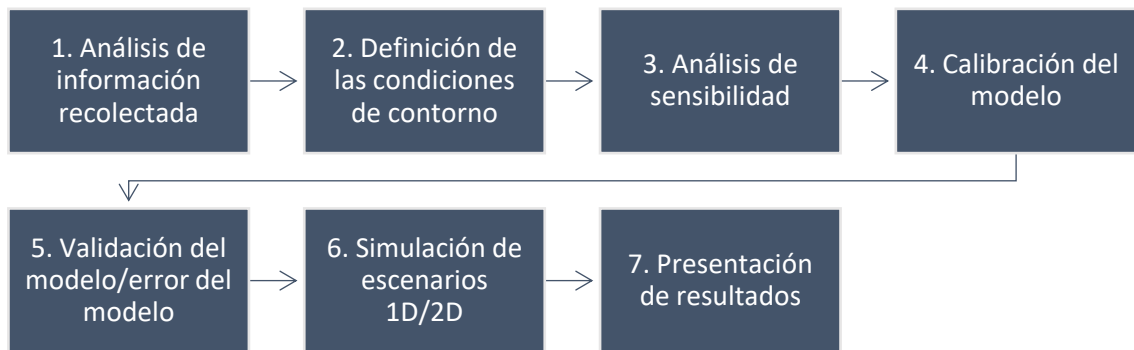 1. Análisis de
información
recolectada
2. Definición de
las condiciones
de contorno
3. Análisis de
sensibilidad
4. Calibración del
modelo
5. Validación del
modelo/error del
modelo
6. Simulación de
escenarios
1D/2D
7. Presentación
de resultados